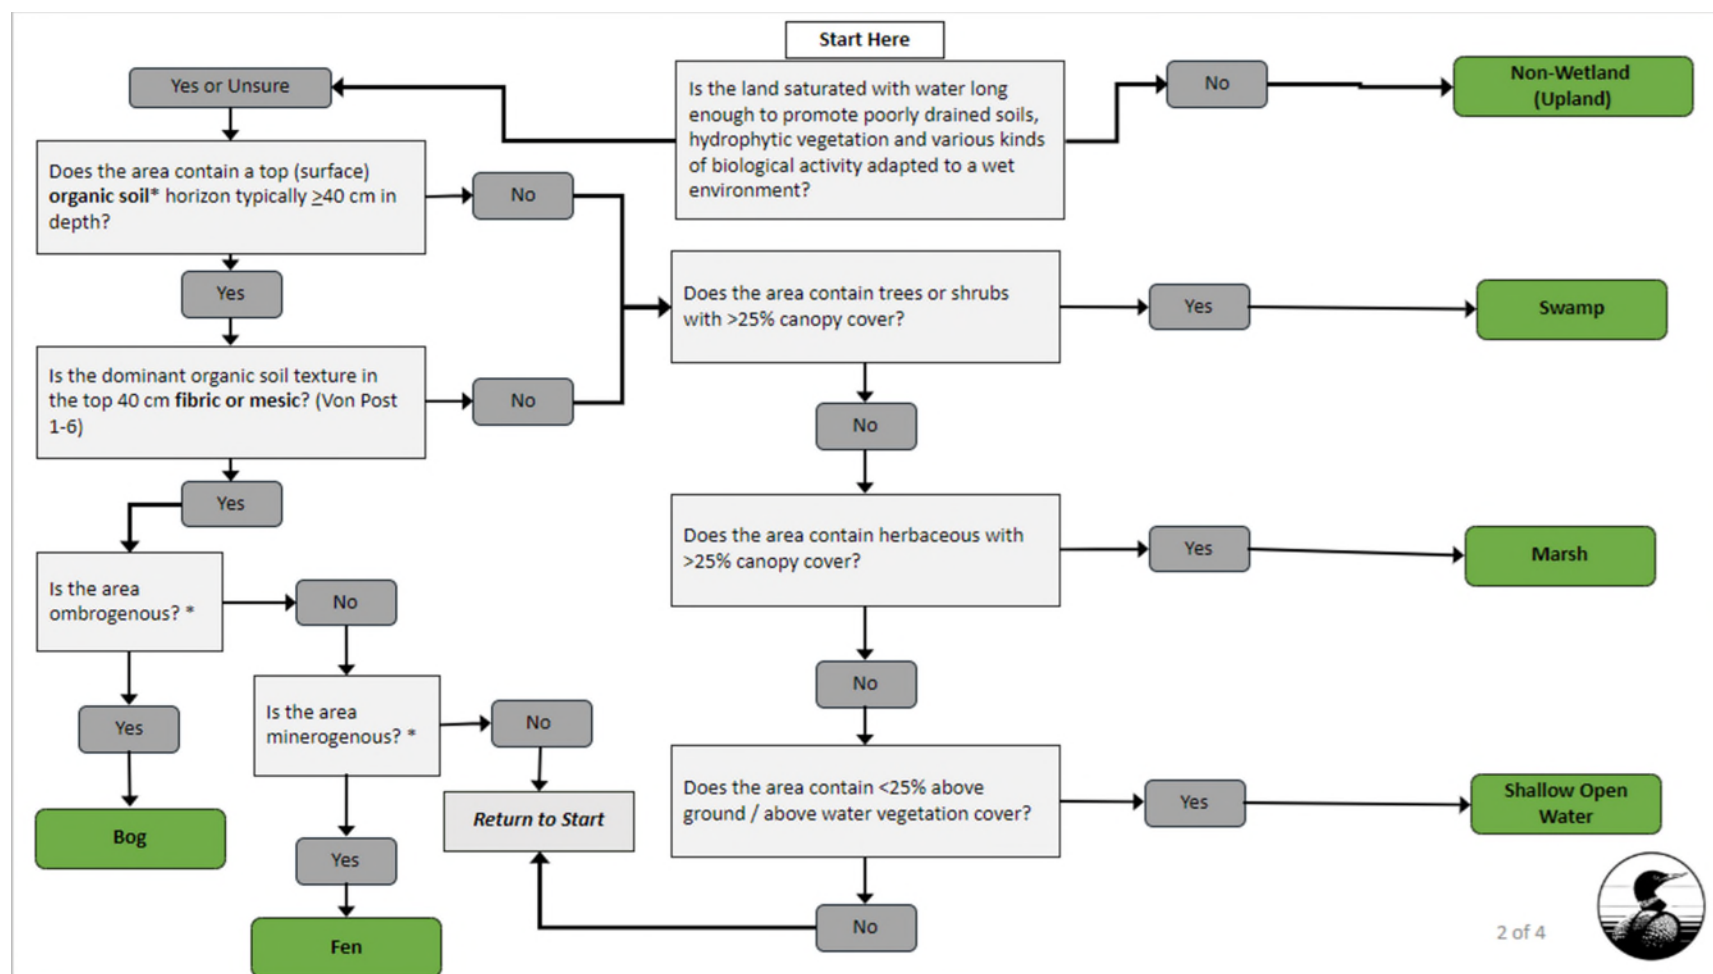 Start Here
Yes or Unsure
Is the land saturated with water long
enough to promote poorly drained soils,
hydrophytic vegetation and various kinds
of biological activity adapted to a wet
environment?
No
Non-Wetland
(Upland)
Does the area contain a top (surface)
organic soil* horizon typically ≥40 cm in
depth?
No
Yes
Does the area contain trees or shrubs
with >25% canopy cover?
Yes
Swamp
Is the dominant organic soil texture in
the top 40 cm fibric or mesic? (Von Post
1-6)
No
No
Yes
Does the area contain herbaceous with
>25% canopy cover?
Yes
Marsh
Is the area
ombrogenous? *
No
No
Yes
Is the area
minerogenous? *
No
Does the area contain <25% above
ground / above water vegetation cover?
Yes
Shallow Open
Water
Return to Start
Bog
Yes
No
Fen
2 of 4